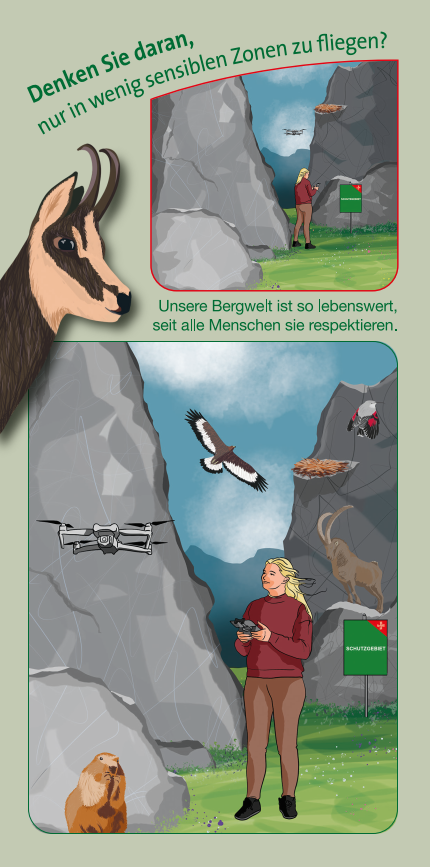 Denken Sie daran,
nur in wenig sensiblen Zonen zu fliegen?
SCHUTZGEBIET
Unsere Bergwelt ist so lebenswert,
seit alle Menschen sie respektieren.
SCHUTZGEBIET